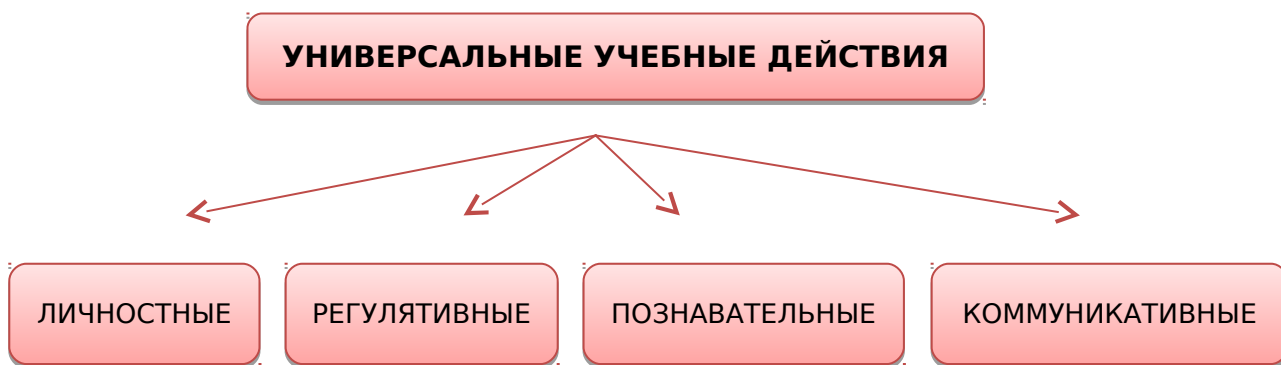 УНИВЕРСАЛЬНЫЕ УЧЕБНЫЕ ДЕЙСТВИЯ
ЛИЧНОСТНЫЕ
РЕГУЛЯТИВНЫЕ
ПОЗНАВАТЕЛЬНЫЕ
КОММУНИКАТИВНЫЕ